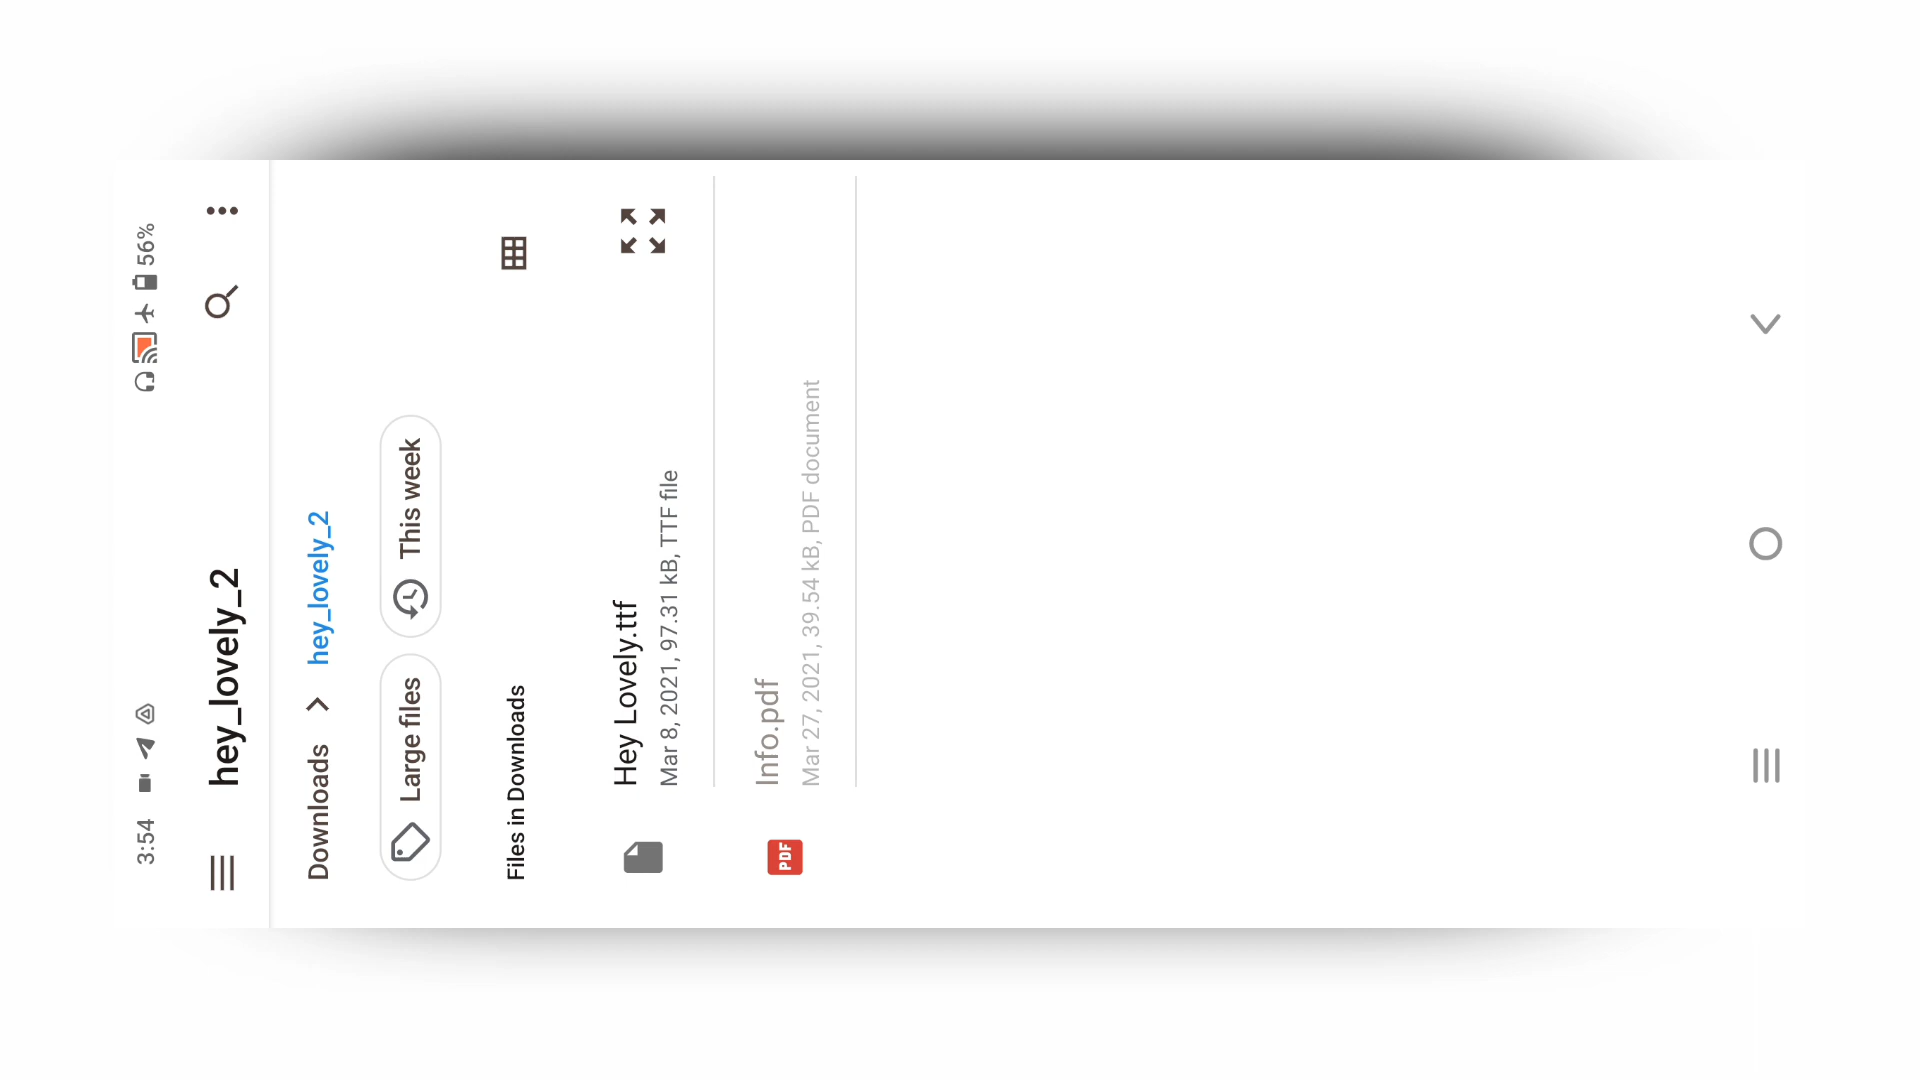 3:54
56%
hey_lovely_2
Downloads
hey_lovely_2
Large files
This week
Files in Downloads
Hey Lovely.ttf
Mar 8, 2021, 97.31 kB, TTF file
PDF
Info.pdf
Mar 27, 2021, 39.54 kB, PDF document